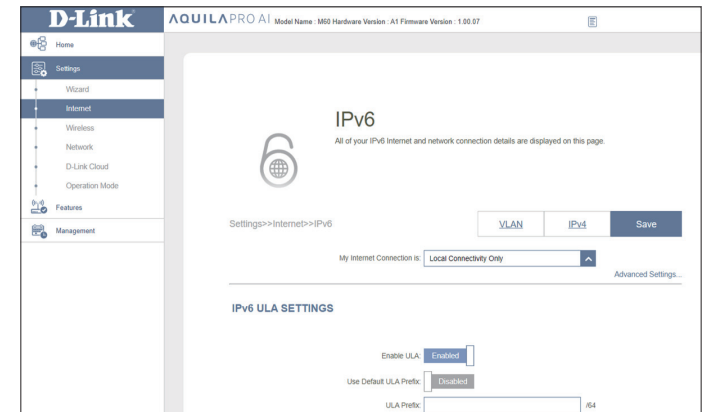 D-Link
AQUILA PRO AI Model Name : M60 Hardware Version : A1 Firmware Version : 1.00.07
Home
Settings
Wizard
Internet
Wireless
Network
D-Link Cloud
Operation Mode
Features
Management
IPv6
All of your IPv6 Internet and network connection details are displayed on this page.
Settings>>Internet>>IPv6
VLAN
IPv4
Save
My Internet Connection is: Local Connectivity Only
Advanced Settings...
IPv6 ULA SETTINGS
Enable ULA: Enabled
Use Default ULA Prefix: Disabled
ULA Prefix: /64